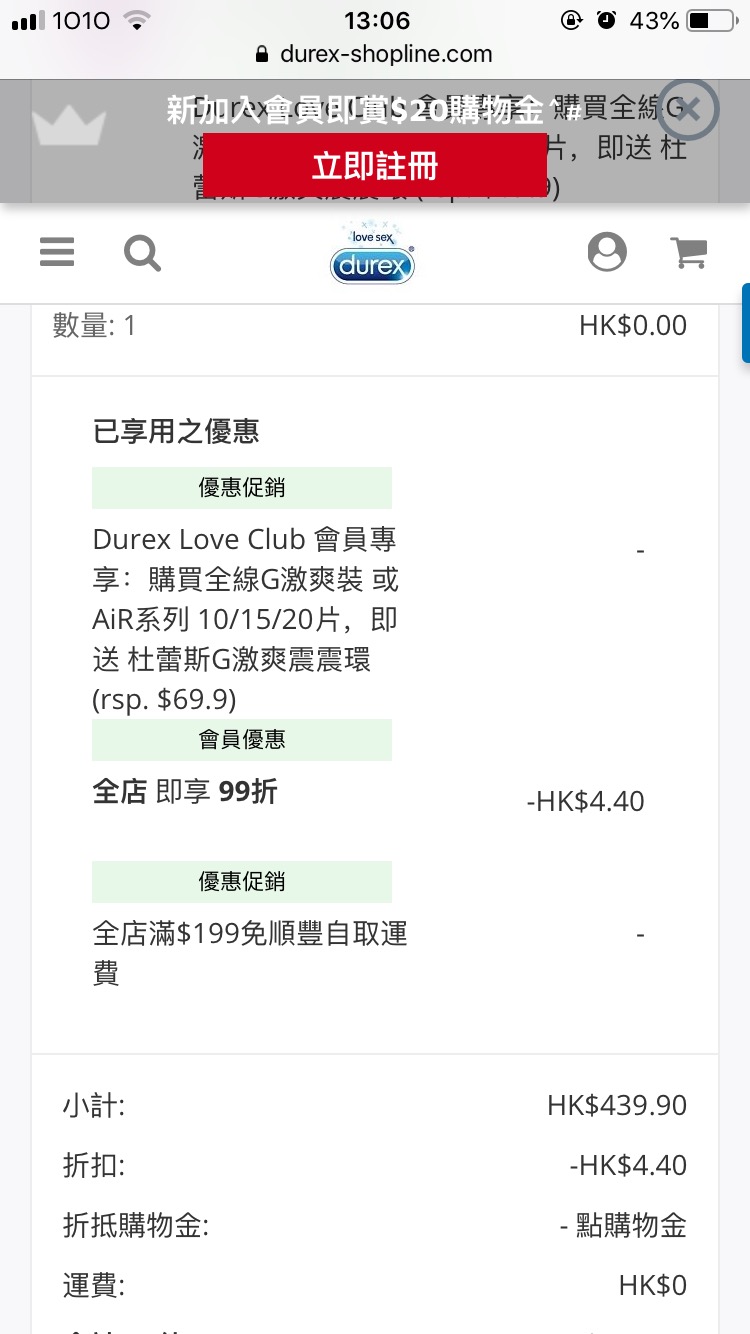 1O1O
13:06
43%
durex-shopline.com
新加入會員即賞$20購物金^#
立即註冊
片，即送 杜
love sex
durex®
數量: 1 HK$0.00
已享用之優惠
優惠促銷
Durex Love Club 會員專
享：購買全線G激爽裝 或 -
AiR系列 10/15/20片，即
送 杜蕾斯G激爽震震環
(rsp. $69.9)
會員優惠
全店 即享 99折 -HK$4.40
優惠促銷
全店滿$199免順豐自取運 -
費
小計: HK$439.90
折扣: -HK$4.40
折抵購物金: - 點購物金
運費: HK$0